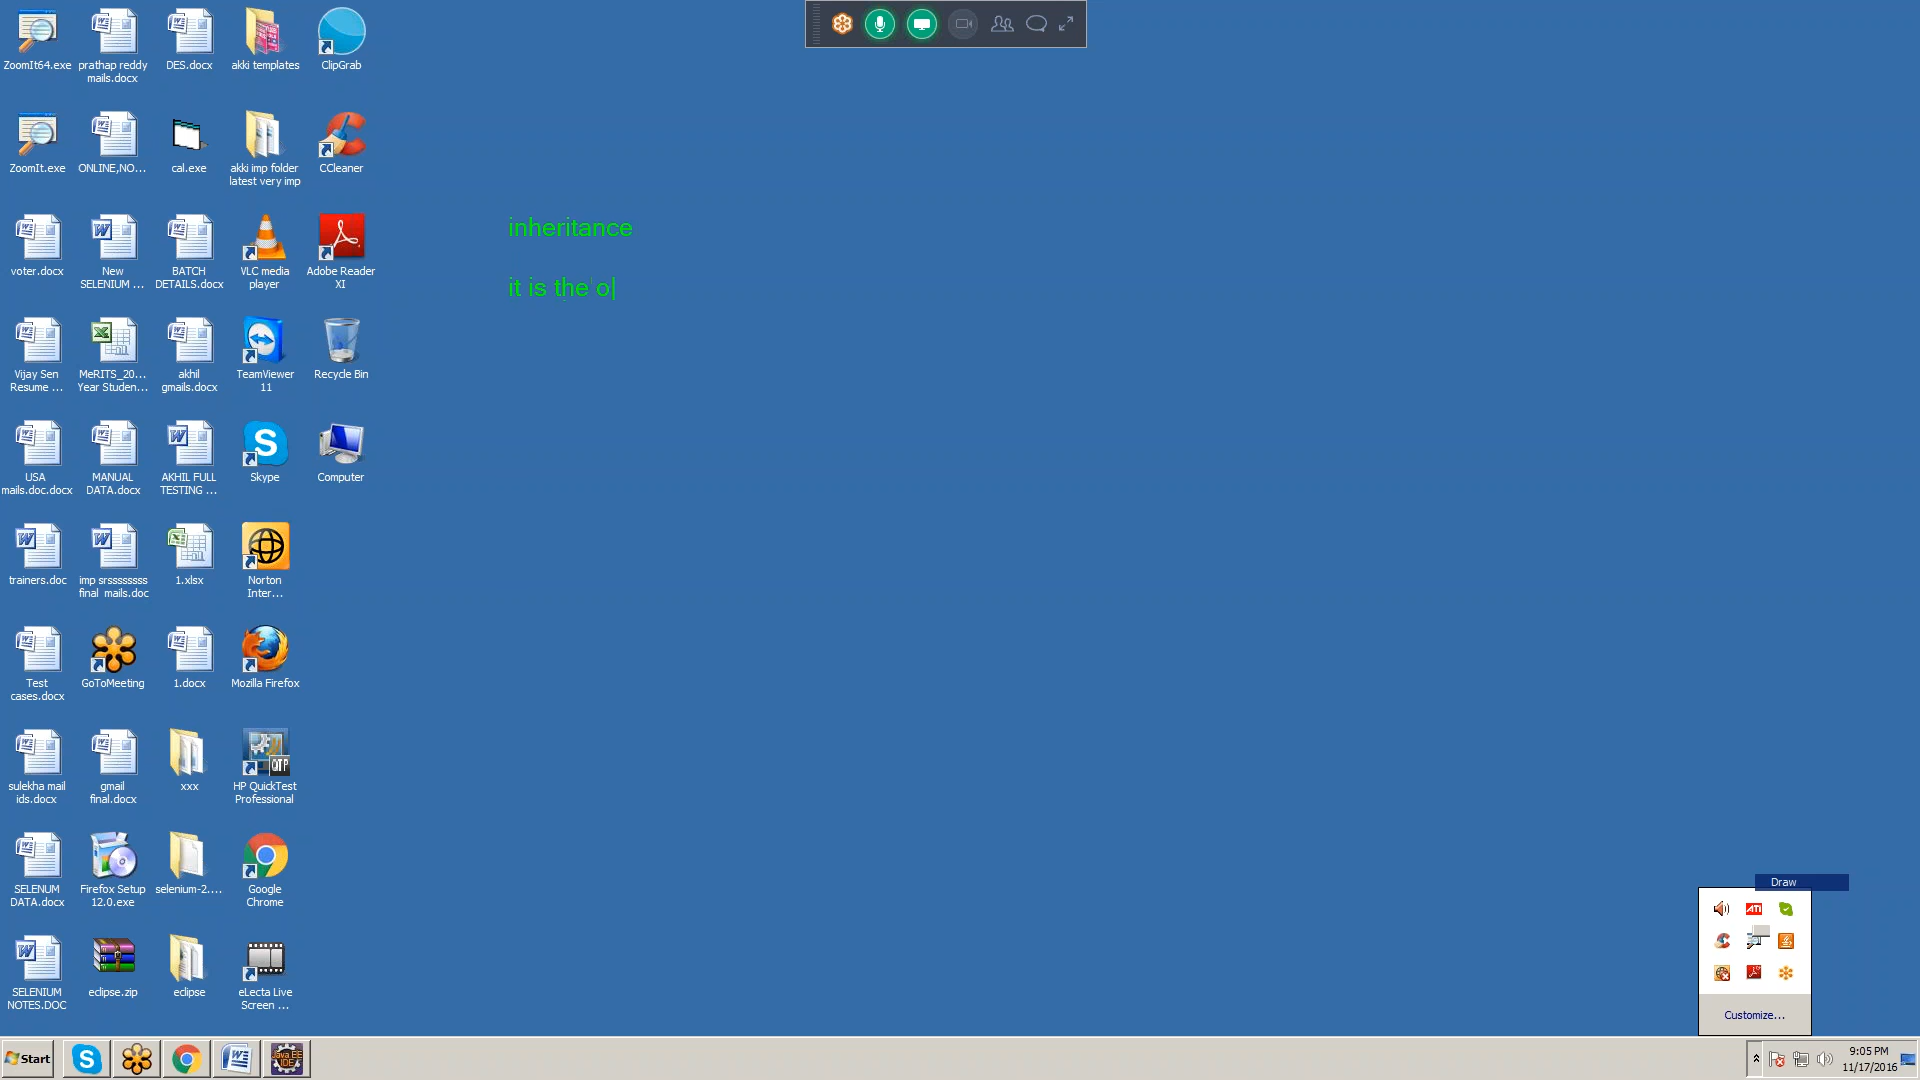 ZoomIt64.exe
prathap reddy
mails.docx
DES.docx
akki templates
ClipGrab
ZoomIt.exe
ONLINE,NO...
cal.exe
akki imp folder
latest very imp
CCleaner
inheritance
it is the o
voter.docx
New
SELENIUM ...
BATCH
DETAILS.docx
VLC media
player
Adobe Reader
XI
Vijay Sen
Resume ...
MeRITS_20...
Year Studen...
akhil
gmails.docx
TeamViewer
11
Recycle Bin
USA
mails.doc.docx
MANUAL
DATA.docx
AKHIL FULL
TESTING ...
Skype
Computer
trainers.doc
imp srssssssss
final mails.doc
1.xlsx
Norton
Inter...
Test
cases.docx
GoToMeeting
1.docx
Mozilla Firefox
sulekha mail
ids.docx
gmail
final.docx
xxx
QTP
HP QuickTest
Professional
SELENUM
DATA.docx
Firefox Setup
12.0.exe
selenium-2....
Google
Chrome
Draw
ATI
SELENIUM
NOTES.DOC
eclipse.zip
eclipse
eLecta Live
Screen ...
Customize...
Start
Java EE
IDE
9:05 PM
11/17/2016